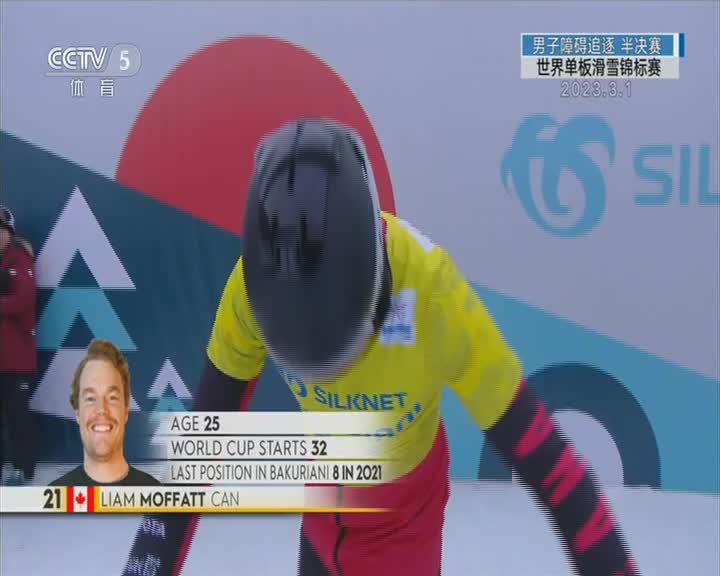 CCTV 5
体育
男子障碍追逐 半决赛
世界单板滑雪锦标赛
2023.3.1
SILK
SILKNET
AGE 25
WORLD CUP STARTS 32
LAST POSITION IN BAKURIANI 8 IN 2021
21 LIAM MOFFATT CAN